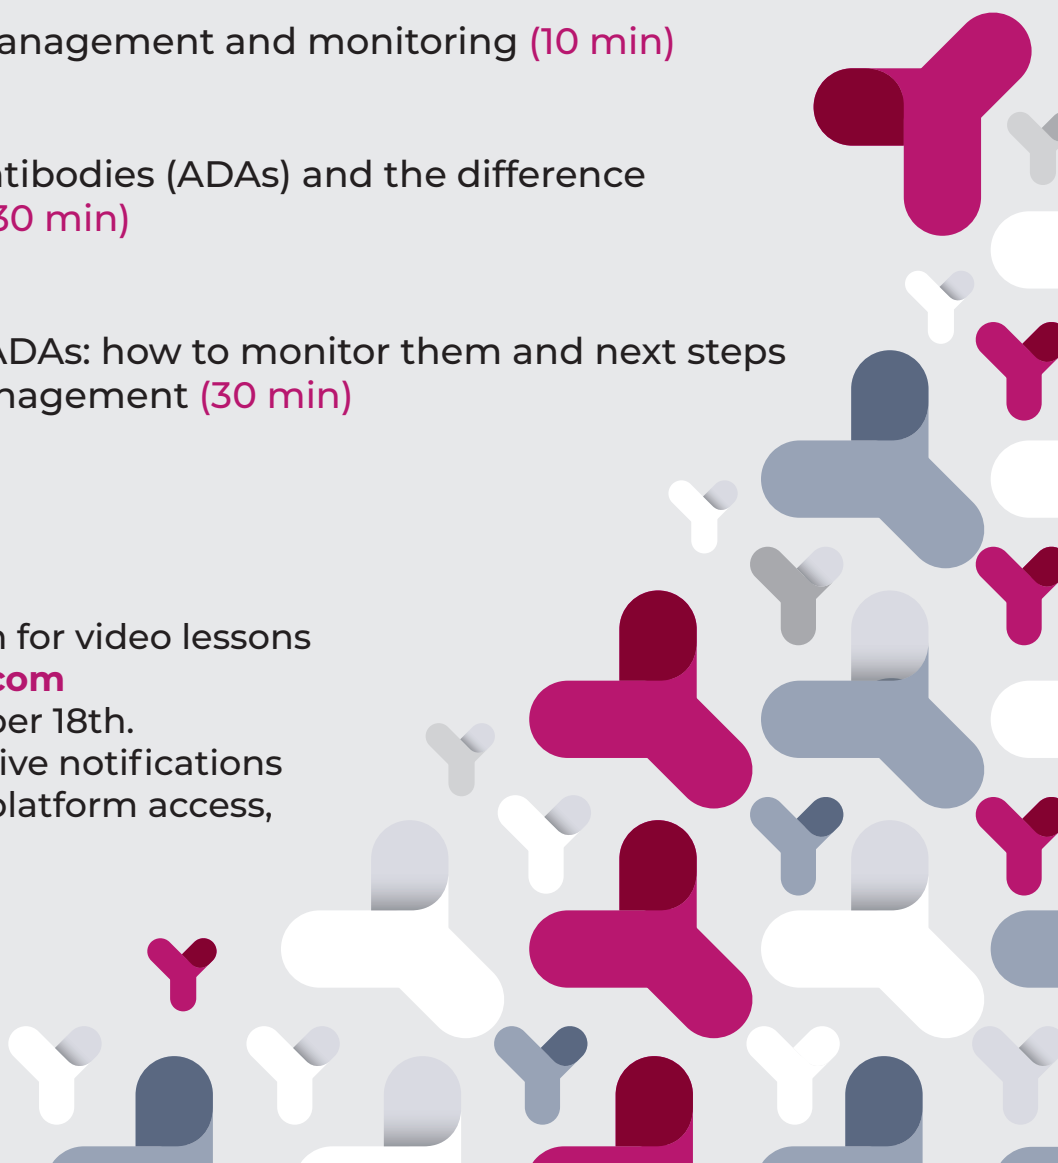 anagement and monitoring (10 min)
ntibodies (ADAs) and the difference
30 min)
ADAs: how to monitor them and next steps
nagement (30 min)
for video lessons
com
per 18th.
ive notifications
platform access,